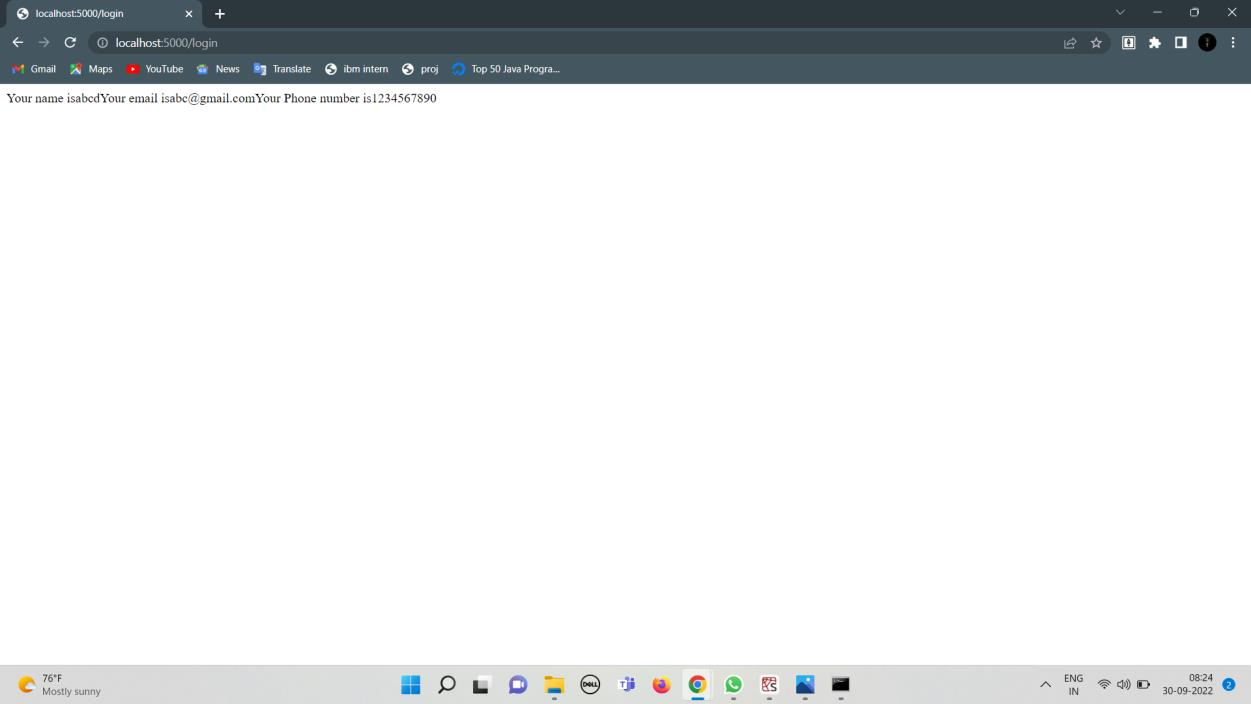 localhost:5000/login
localhost:5000/login
Gmail Maps YouTube News Translate ibm intern proj Top 50 Java Progra...
Your name isabcdYour email isabc@gmail.comYour Phone number is1234567890
76°F
Mostly sunny
DELL
ENG
IN
08:24
30-09-2022
2